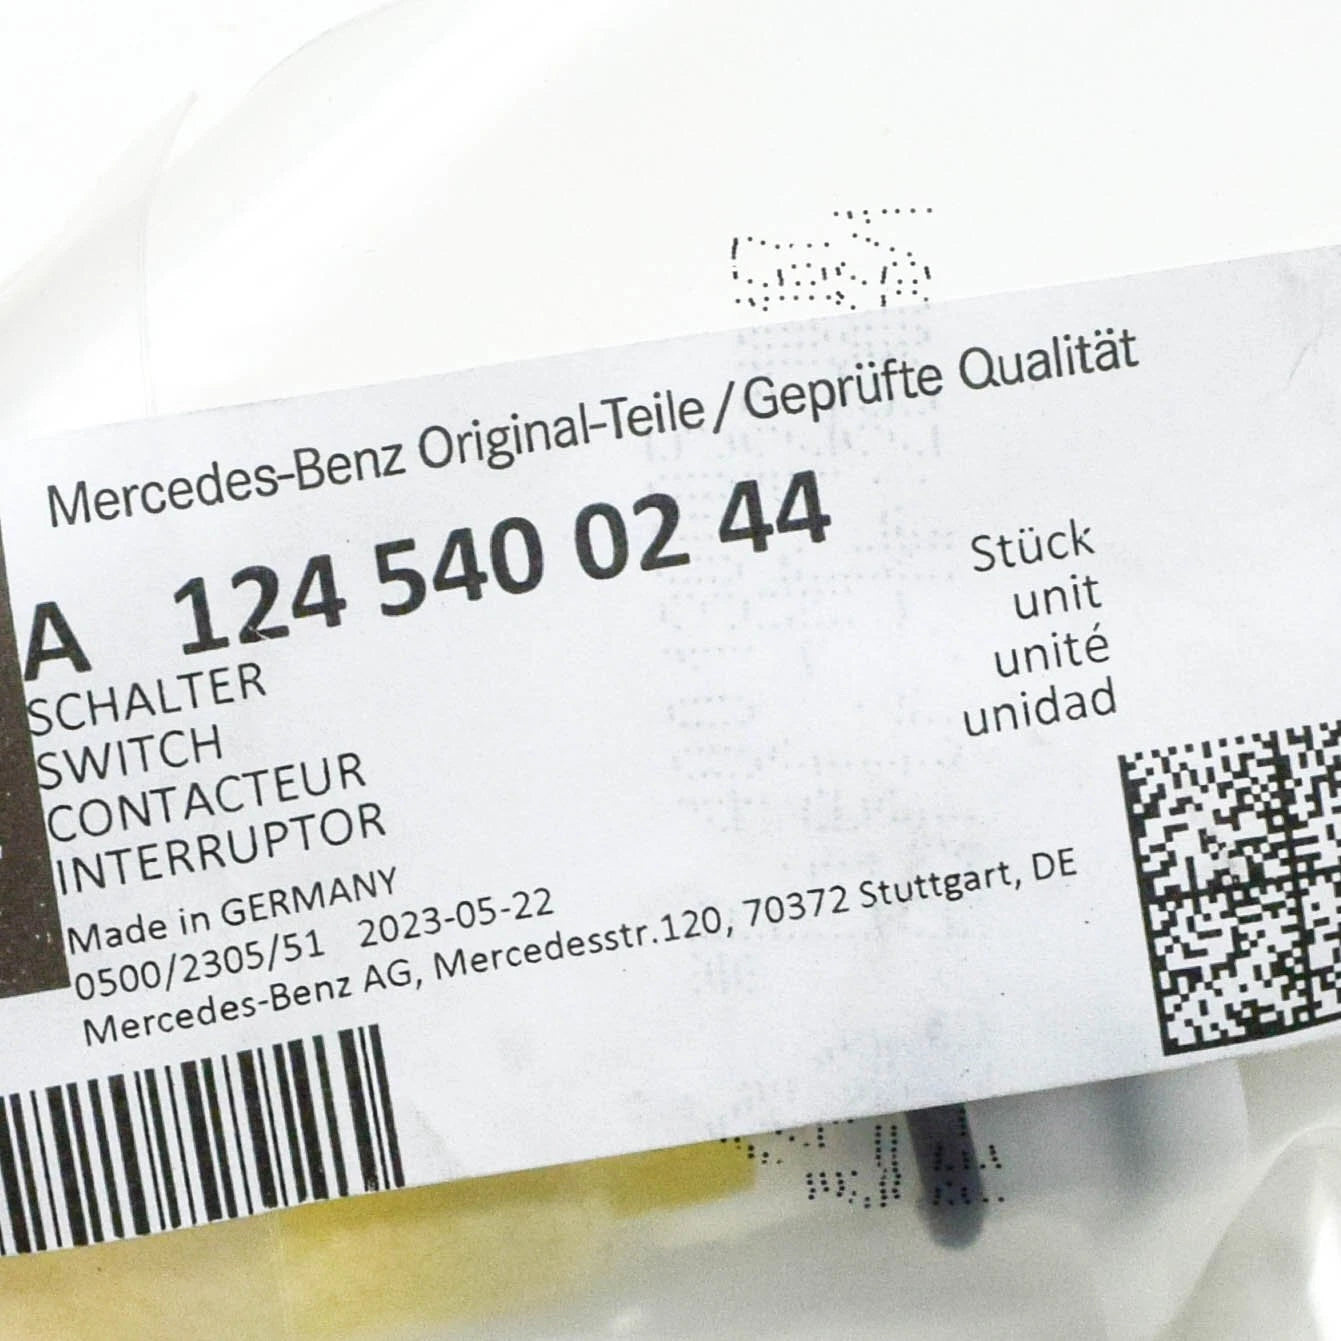 Mercedes-Benz Original-Teile / Geprüfte Qualität
A 124 540 02 44
SCHALTER
SWITCH
CONTACTEUR
INTERRUPTOR
Stück
unit
unité
unidad
Made in GERMANY
0500/2305/51 2023-05-22
Mercedes-Benz AG, Mercedesstr.120, 70372 Stuttgart, DE